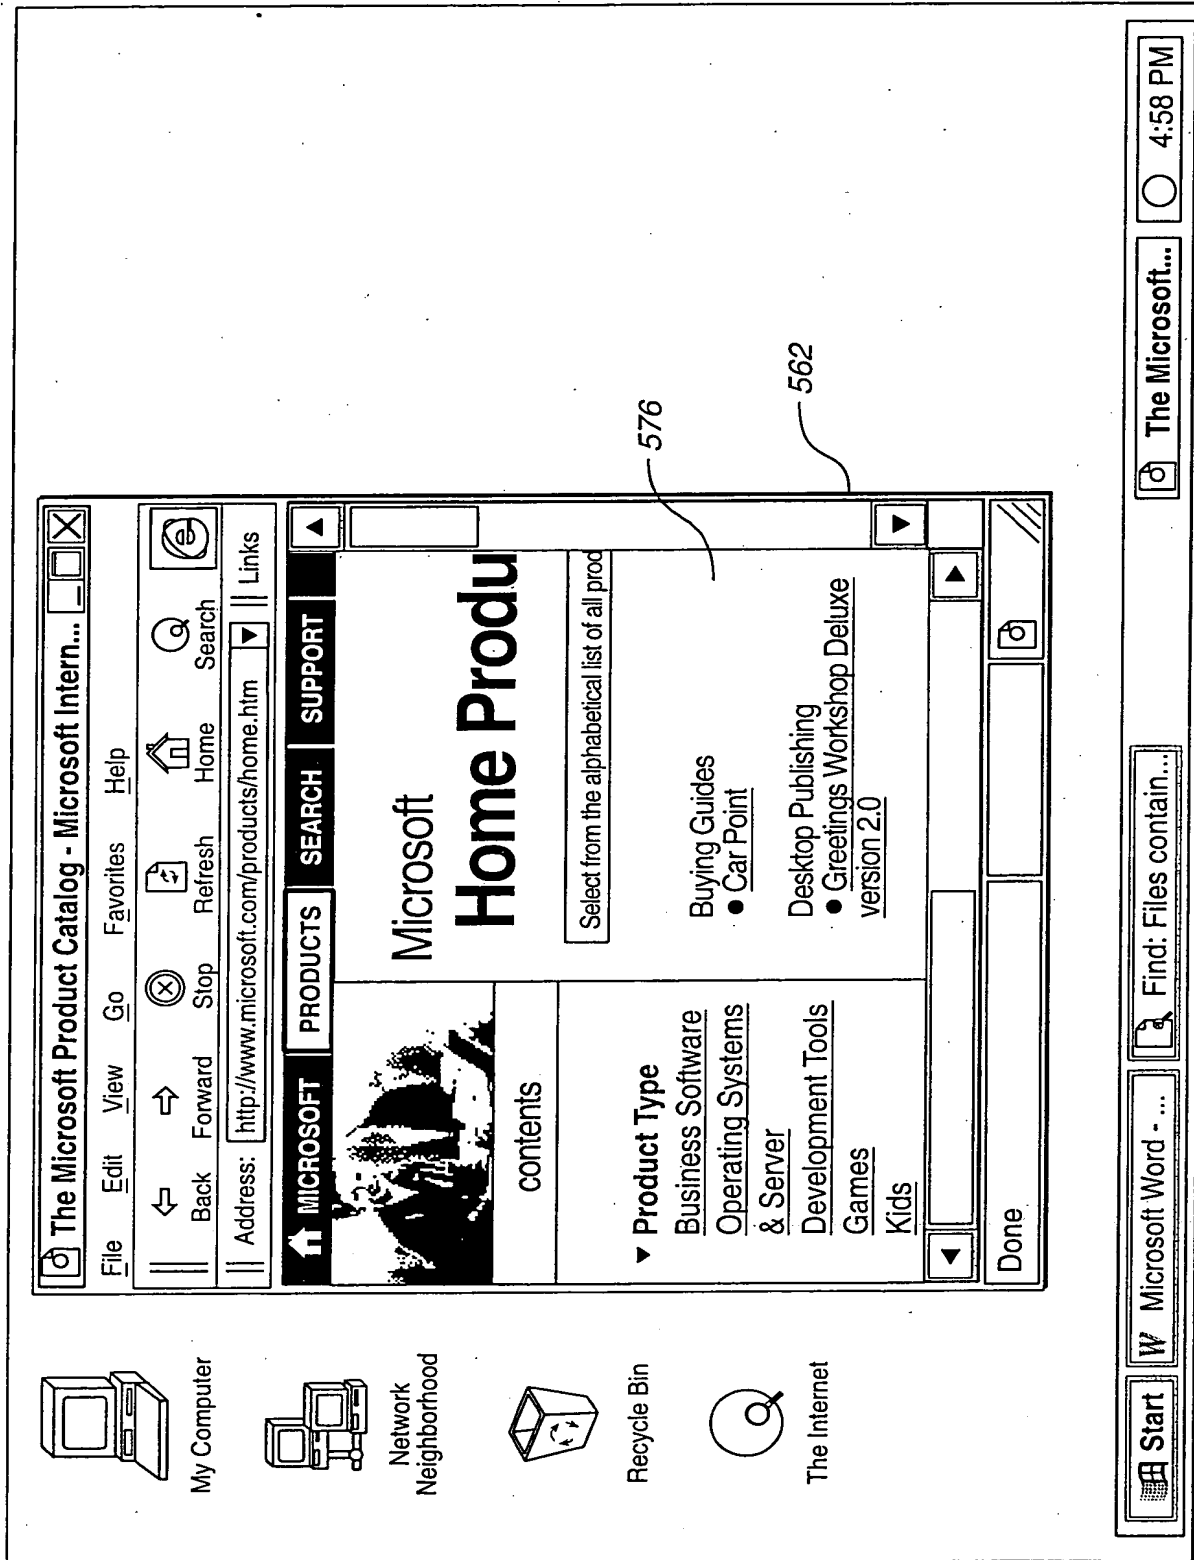 The Microsoft Product Catalog - Microsoft Intern...
File Edit View Go Favorites Help
Back Forward Stop Refresh Home Search
Address: http://www.microsoft.com/products/home.htm Links
MICROSOFT PRODUCTS SEARCH SUPPORT
Microsoft
Home Produ
contents
Select from the alphabetical list of all prod
Product Type
Business Software
Operating Systems
& Server
Development Tools
Games
Kids
Buying Guides
• Car Point
Desktop Publishing
• Greetings Workshop Deluxe
version 2.0
Done
576
562
My Computer
Network
Neighborhood
Recycle Bin
The Internet
Start W Microsoft Word - ... Find: Files contain... The Microsoft... 4:58 PM